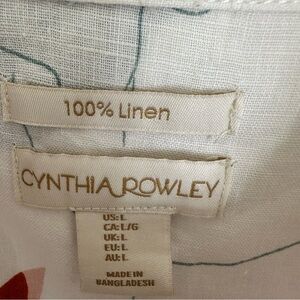 100% Linen
CYNTHIA ROWLEY
US: L
CA: L/G
UK: L
EU: L
AU: L
MADE IN
BANGLADESH